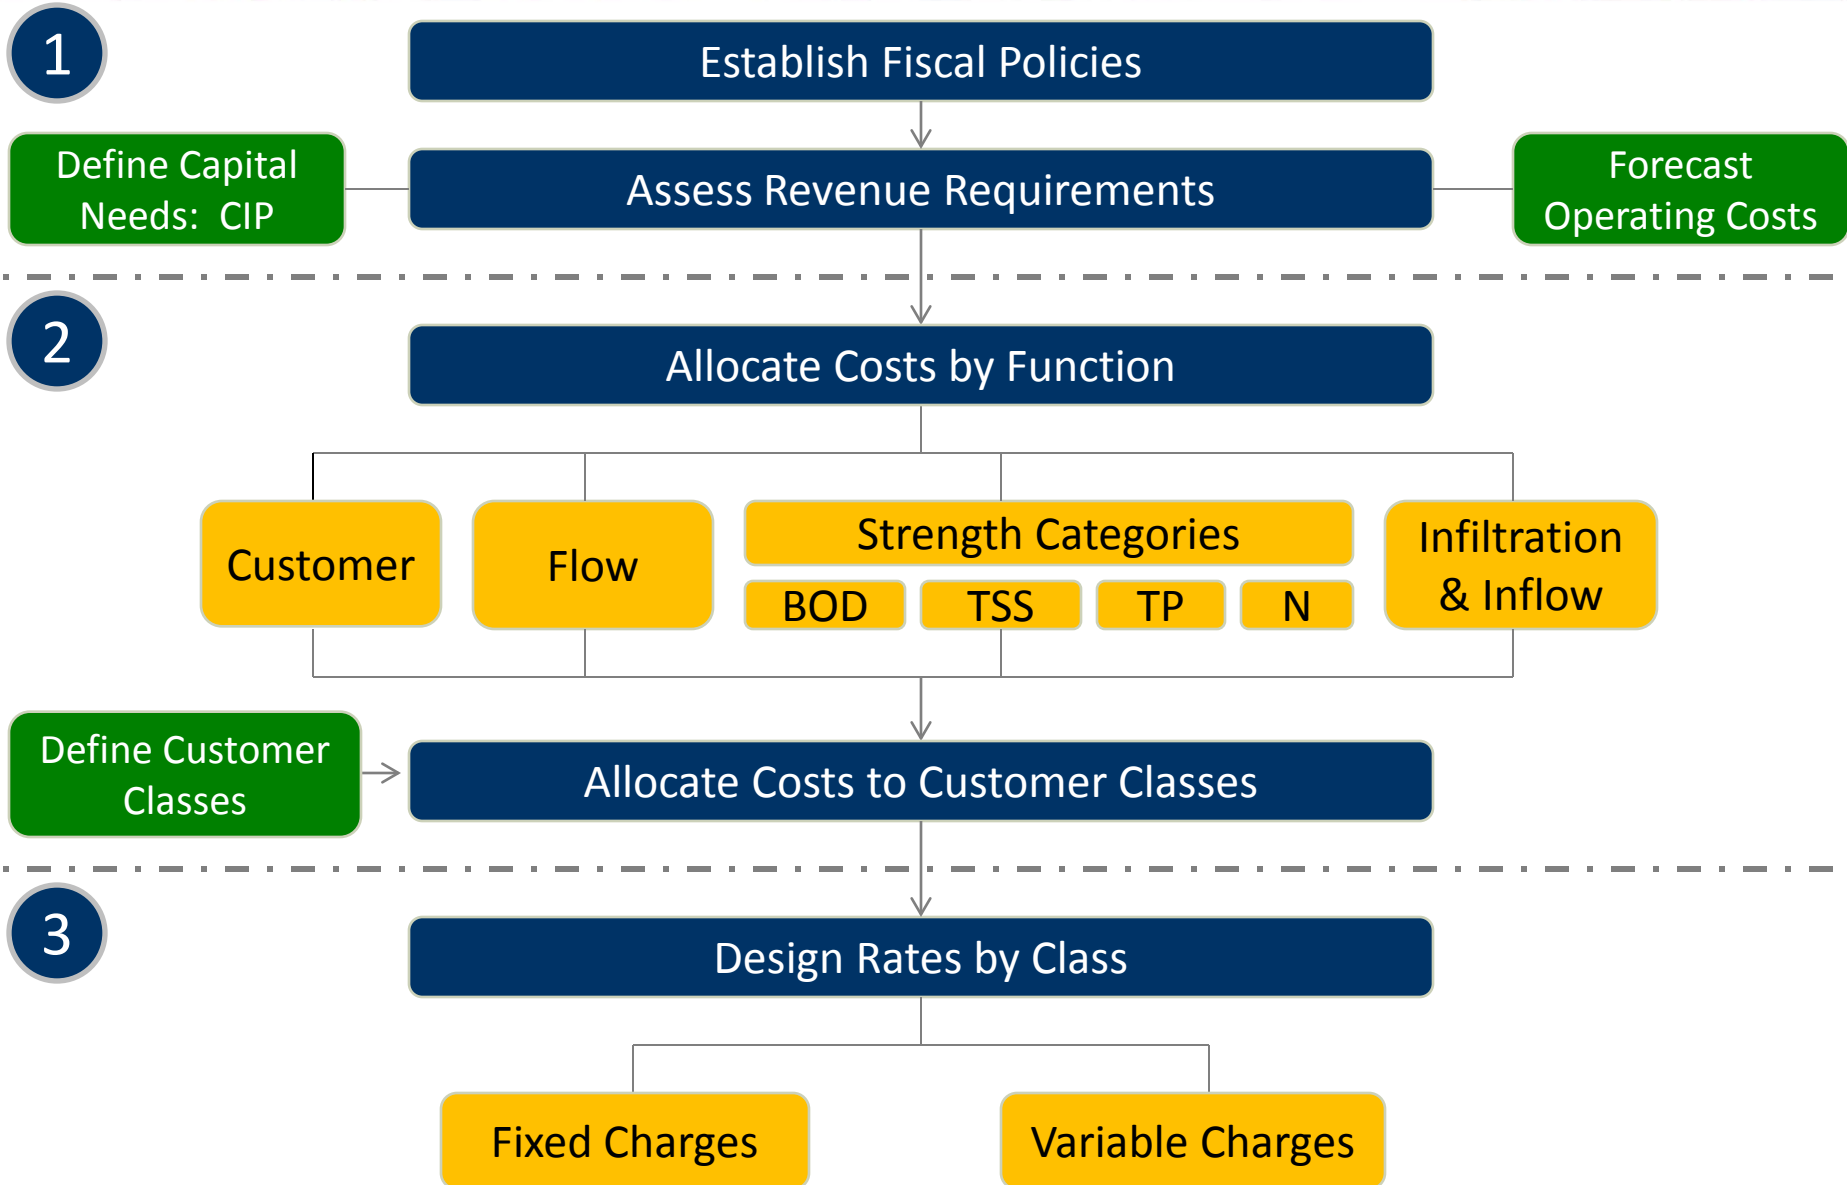 1
Establish Fiscal Policies
Define Capital
Needs:  CIP
Assess Revenue Requirements
Forecast
Operating Costs
2
Allocate Costs by Function
Customer
Flow
Strength Categories
BOD
TSS
TP
N
Infiltration
& Inflow
Define Customer
Classes
Allocate Costs to Customer Classes
3
Design Rates by Class
Fixed Charges
Variable Charges